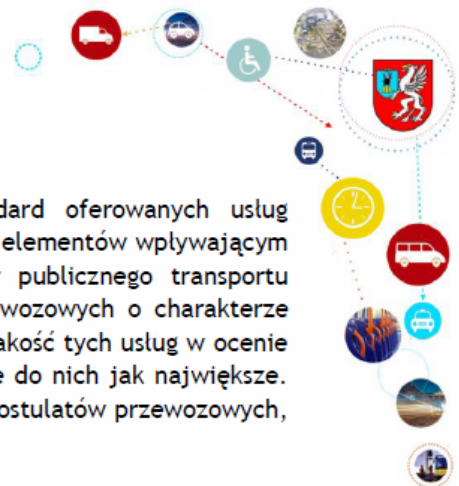 dard oferowanych usług
elementów wpływającym
publicznego transportu
wozowych o charakterze
akość tych usług w ocenie
do nich jak największe.
ostulatów przewozowych,